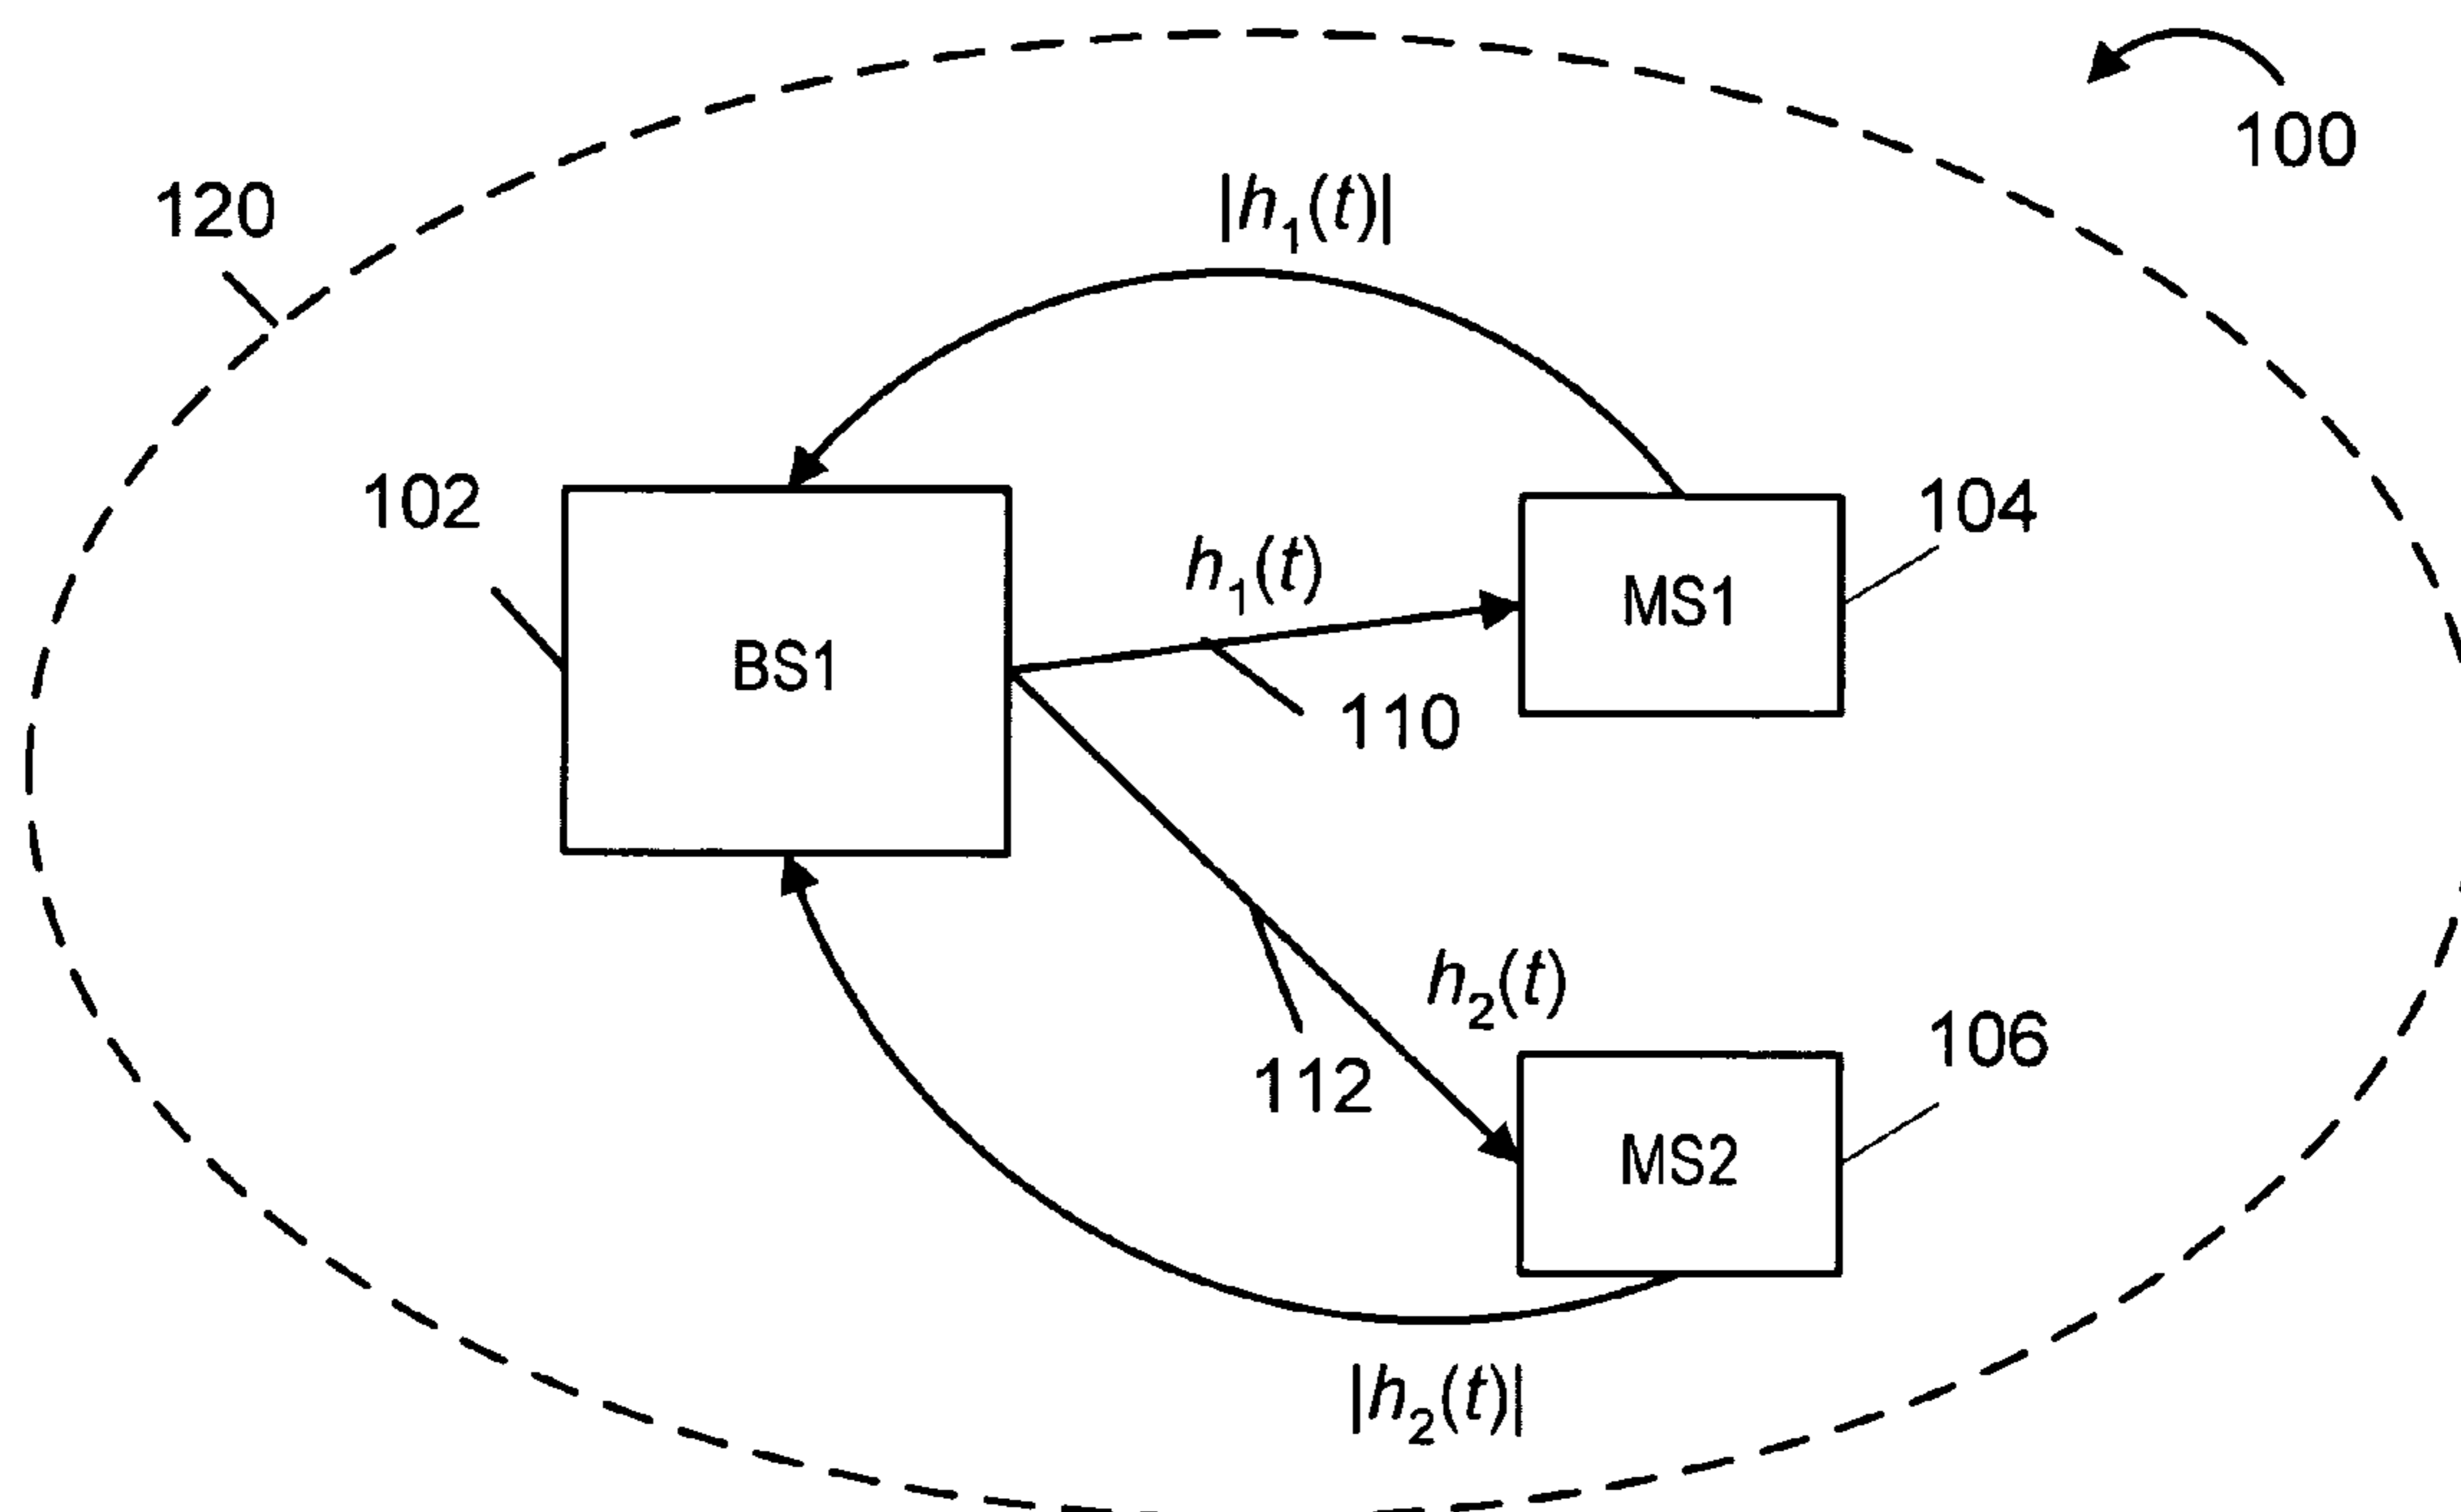 100
120
|h₁(t)|
102
104
h₁(t)
MS1
BS1
110
h₂(t)
106
112
MS2
|h₂(t)|